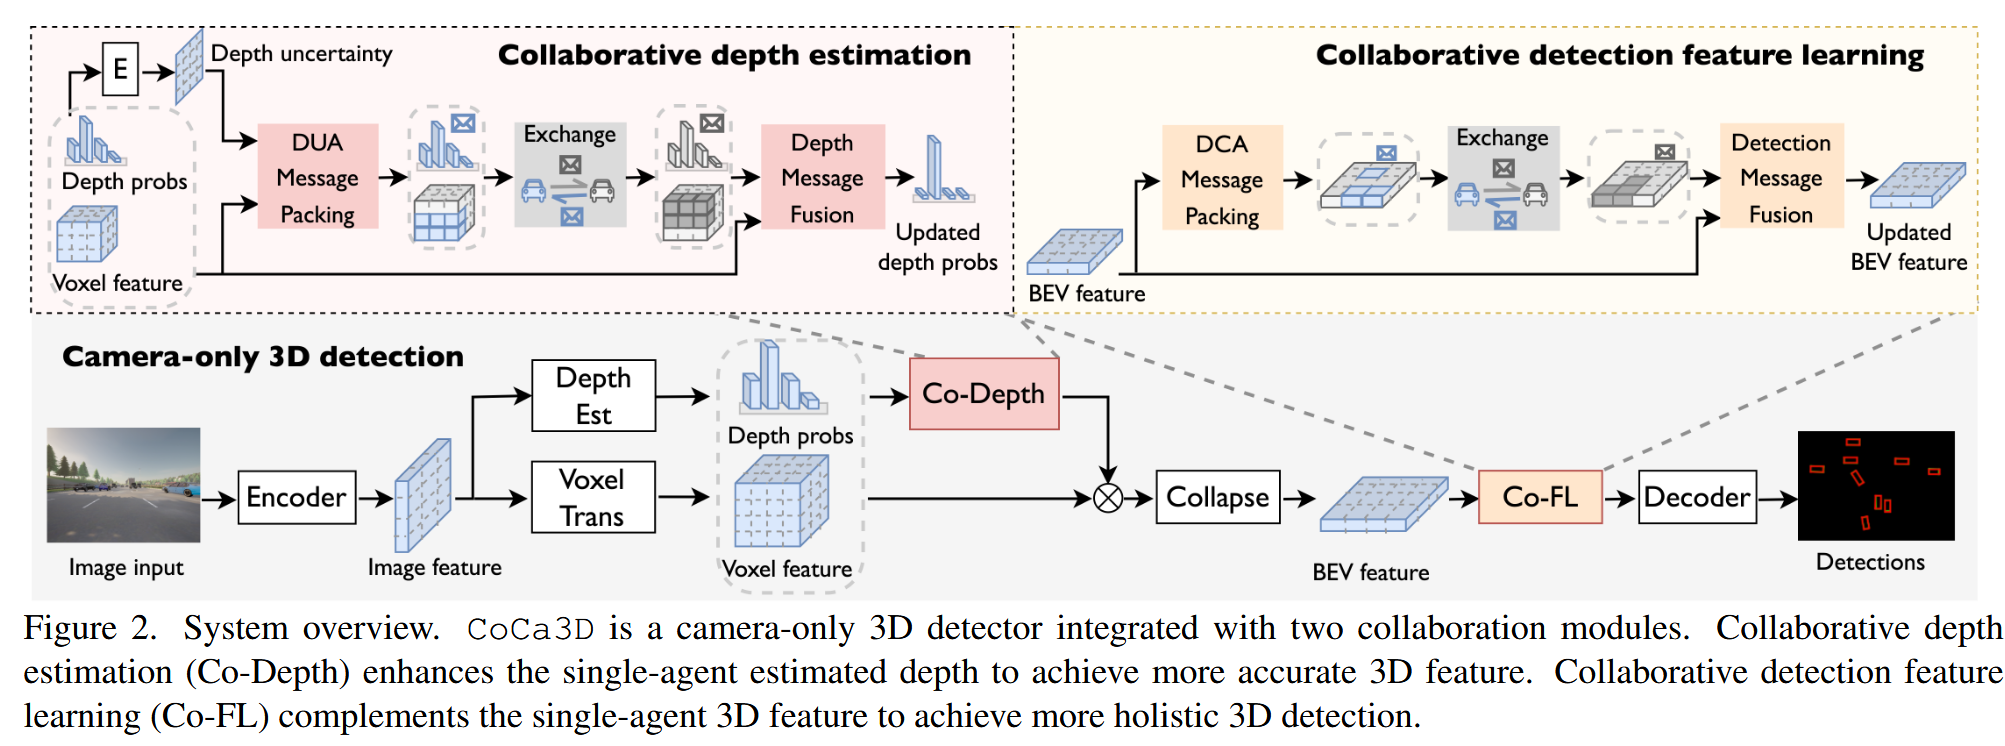 Collaborative depth estimation
E
Depth uncertainty
Depth probs
Voxel feature
DUA
Message
Packing
Exchange
Depth
Message
Fusion
Updated
depth probs
Collaborative detection feature learning
BEV feature
DCA
Message
Packing
Exchange
Detection
Message
Fusion
Updated
BEV feature
Camera-only 3D detection
Image input
Encoder
Image feature
Depth
Est
Voxel
Trans
Depth probs
Voxel feature
Co-Depth
Collapse
BEV feature
Co-FL
Decoder
Detections
Figure 2. System overview. CoCa3D is a camera-only 3D detector integrated with two collaboration modules. Collaborative depth
estimation (Co-Depth) enhances the single-agent estimated depth to achieve more accurate 3D feature. Collaborative detection feature
learning (Co-FL) complements the single-agent 3D feature to achieve more holistic 3D detection.